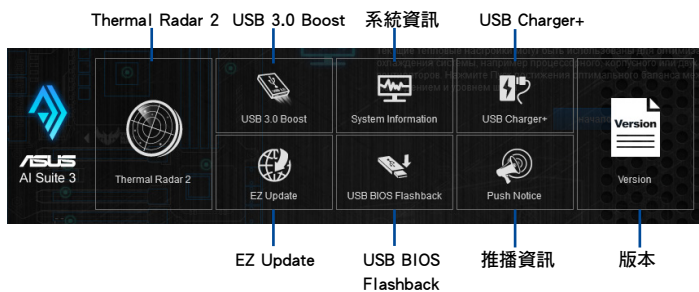 Thermal Radar 2 USB 3.0 Boost 系統資訊 USB Charger+
ASUS
AI Suite 3
Thermal Radar 2
USB 3.0 Boost
System Information
USB Charger+
Version
EZ Update
USB BIOS Flashback
Push Notice
Version
EZ Update
USB BIOS
Flashback
推播資訊
版本